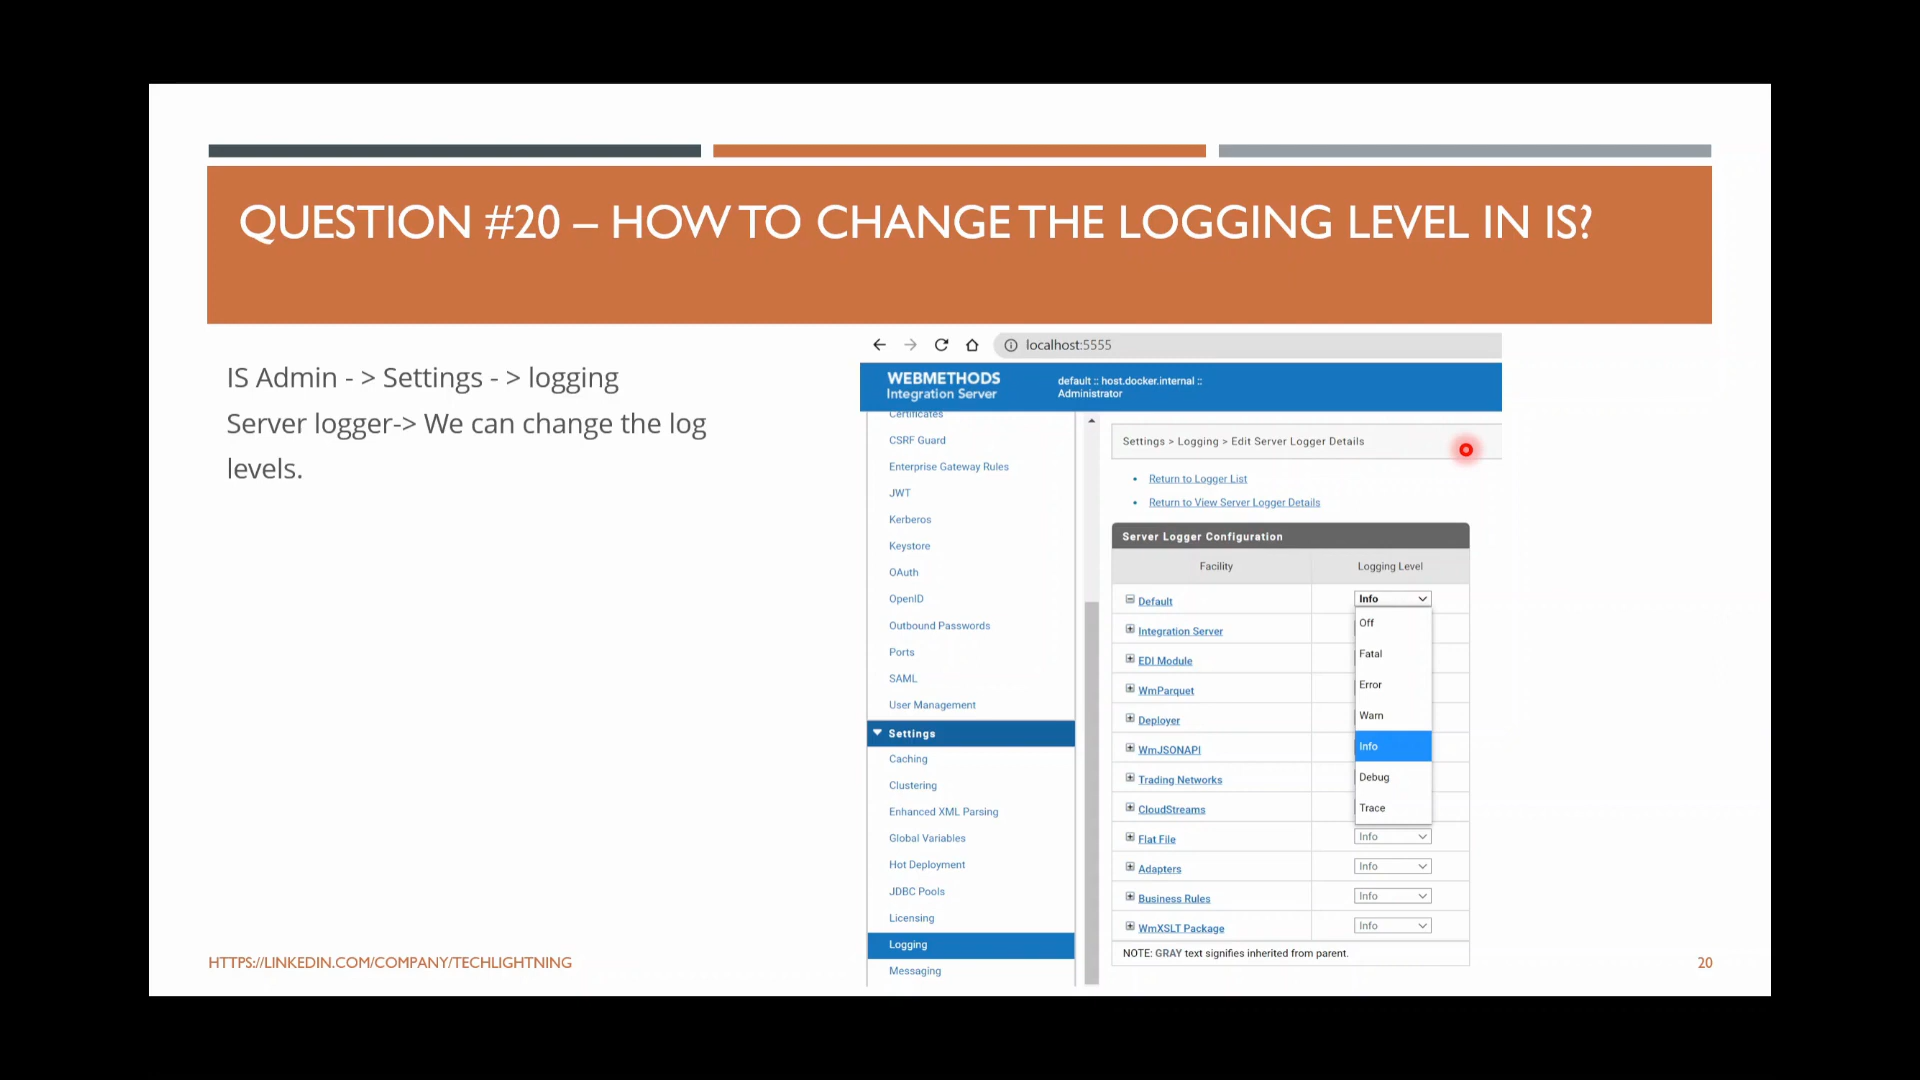 QUESTION #20 – HOW TO CHANGE THE LOGGING LEVEL IN IS?
IS Admin - > Settings - > logging
Server logger-> We can change the log
levels.
localhost:5555
WEBMETHODS
Integration Server
default :: host.docker.internal ::
Administrator
Certificates
CSRF Guard
Enterprise Gateway Rules
JWT
Kerberos
Keystore
OAuth
OpenID
Outbound Passwords
Ports
SAML
User Management
Settings
Caching
Clustering
Enhanced XML Parsing
Global Variables
Hot Deployment
JDBC Pools
Licensing
Logging
Messaging
Settings > Logging > Edit Server Logger Details
Return to Logger List
Return to View Server Logger Details
Server Logger Configuration
Facility Logging Level
Default Info
Integration Server
EDI Module
WmParquet
Deployer
WmJSONAPI
Trading Networks
CloudStreams
Off
Fatal
Error
Warn
Info
Debug
Trace
Flat File Info
Adapters Info
Business Rules Info
WmXSLT Package Info
NOTE: GRAY text signifies inherited from parent.
HTTPS://LINKEDIN.COM/COMPANY/TECHLIGHTNING
20